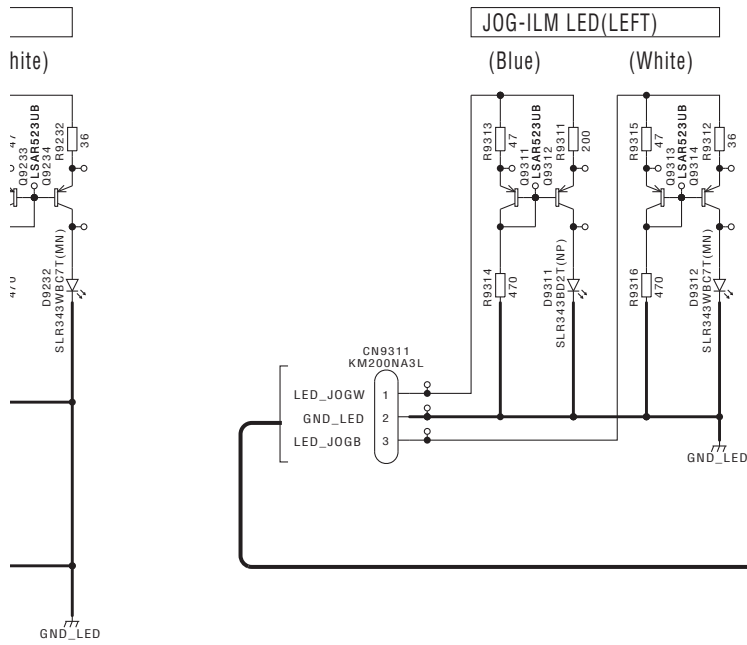 JOG-ILM LED(LEFT)
hite)
(Blue)
(White)
47
Q9233
LSAR523UB
Q9234
R9232
36
470
D9232
SLR343WBC7T(MN)
GND_LED
R9313
47
Q9311
LSAR523UB
Q9312
R9311
200
R9314
470
D9311
SLR343BD2T(NP)
R9315
47
Q9313
LSAR523UB
Q9314
R9312
36
R9316
470
D9312
SLR343WBC7T(MN)
CN9311
KM200NA3L
LED_JOGW 1
GND_LED 2
LED_JOGB 3
GND_LED